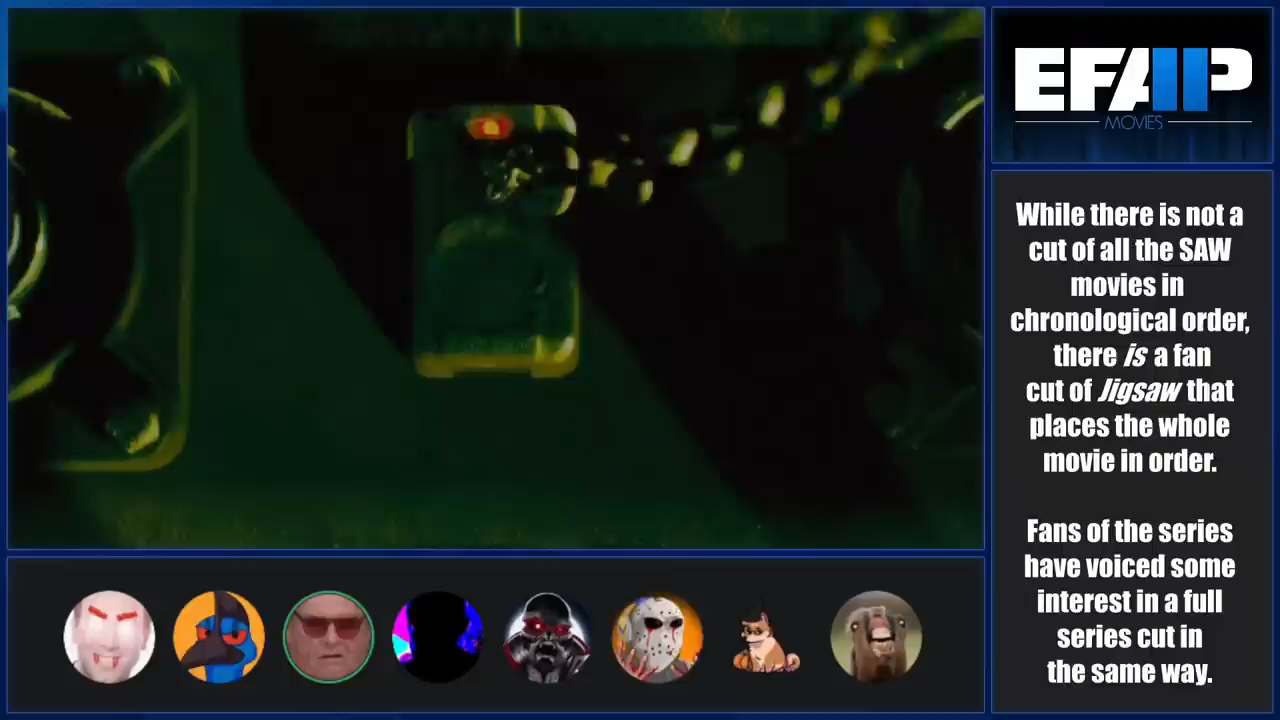 EFAP
MOVIES
While there is not a
cut of all the SAW
movies in
chronological order,
there is a fan
cut of Jigsaw that
places the whole
movie in order.
Fans of the series
have voiced some
interest in a full
series cut in
the same way.